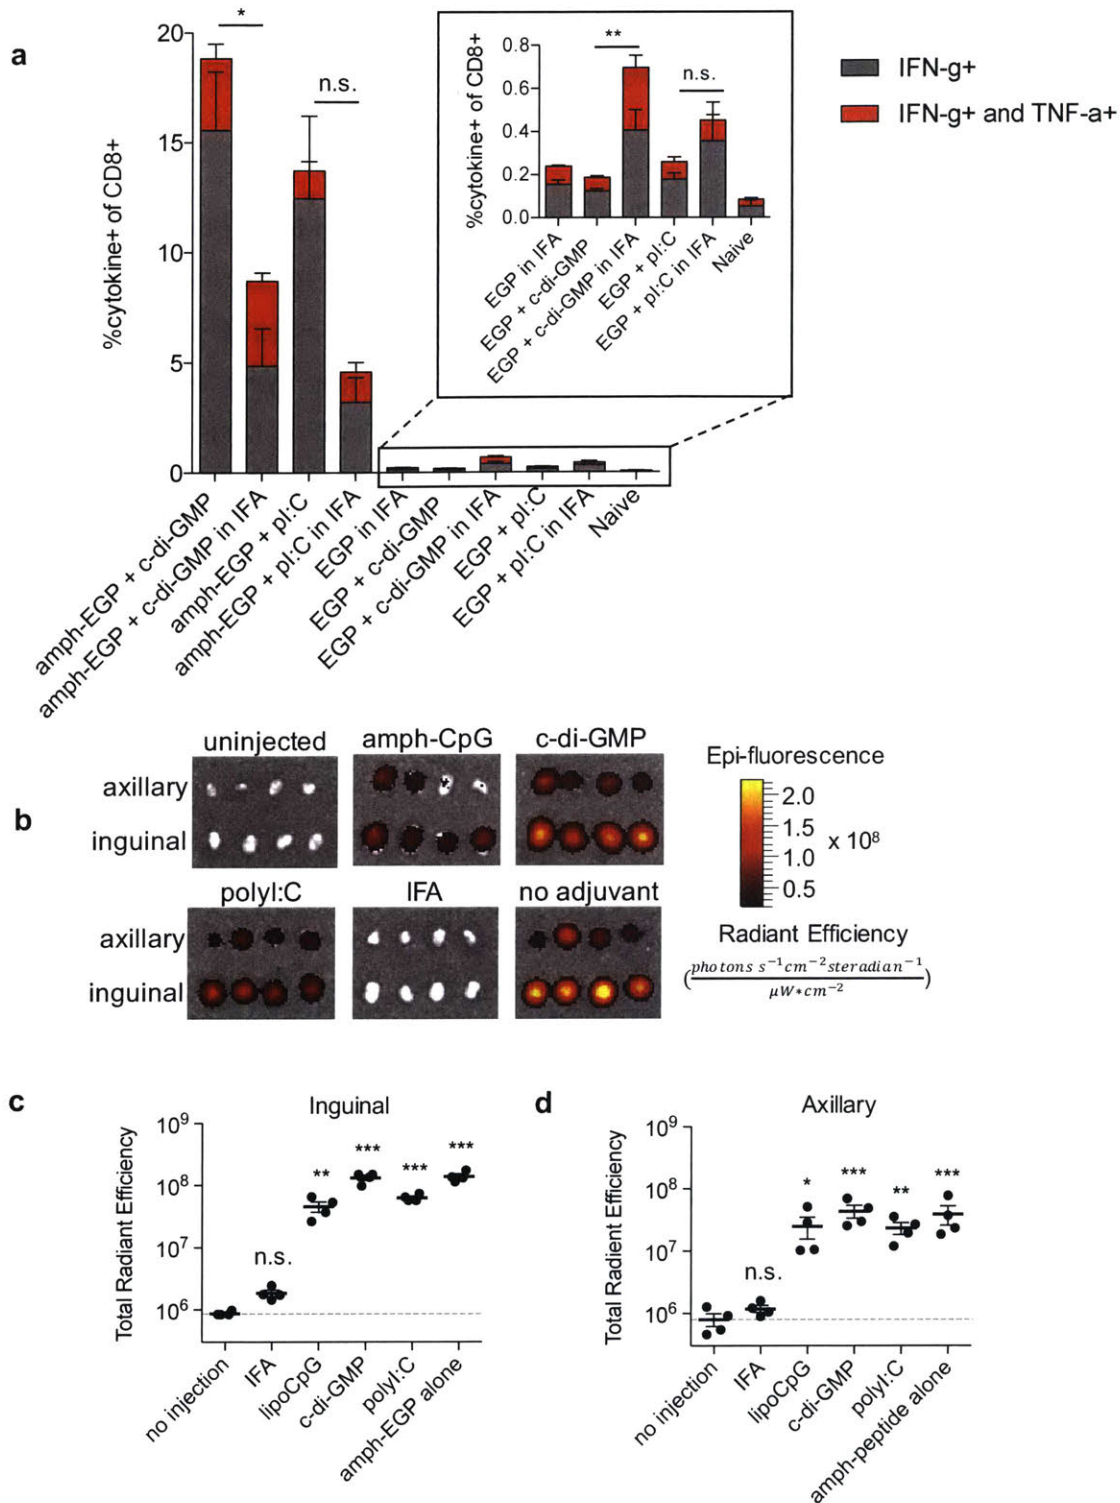 a
*
n.s.
20
15
10
5
0
%cytokine+ of CD8+
**
n.s.
0.8
0.6
0.4
0.2
0.0
%cytokine+ of CD8+
EGP in IFA
EGP + c-di-GMP
EGP + c-di-GMP in IFA
EGP + pI:C
EGP + pI:C in IFA
Naive
IFN-g+
IFN-g+ and TNF-a+
amph-EGP + c-di-GMP
amph-EGP + c-di-GMP in IFA
amph-EGP + pI:C
amph-EGP + pI:C in IFA
EGP in IFA
EGP + c-di-GMP
EGP + c-di-GMP in IFA
EGP + pI:C
EGP + pI:C in IFA
Naive
b
uninjected amph-CpG c-di-GMP
axillary
inguinal
polyI:C IFA no adjuvant
axillary
inguinal
Epi-fluorescence
2.0
1.5
1.0
0.5
x 10⁸
Radiant Efficiency
(photons s⁻¹cm⁻²steradian⁻¹
μW*cm⁻²)
c
Inguinal
Total Radiant Efficiency
10⁹
10⁸
10⁷
10⁶
n.s.
**
***
***
***
no injection
IFA
lipoCpG
c-di-GMP
polyI:C
amph-EGP alone
d
Axillary
Total Radient Efficiency
10⁹
10⁸
10⁷
10⁶
n.s.
*
***
**
***
no injection
IFA
lipoCpG
c-di-GMP
polyI:C
amph-peptide alone